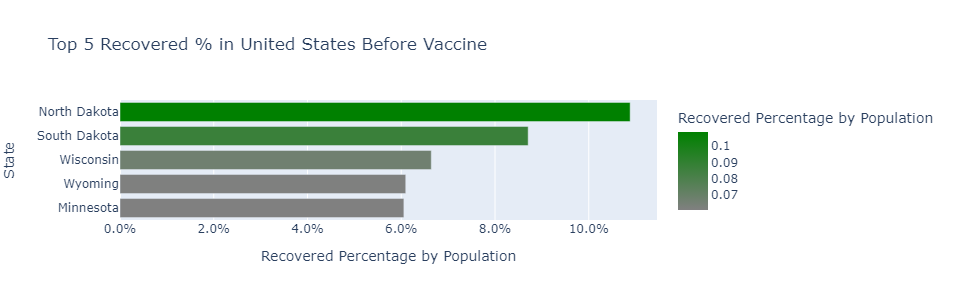 Top 5 Recovered % in United States Before Vaccine
State
North Dakota
South Dakota
Wisconsin
Wyoming
Minnesota
0.0% 2.0% 4.0% 6.0% 8.0% 10.0%
Recovered Percentage by Population
Recovered Percentage by Population
0.1
0.09
0.08
0.07